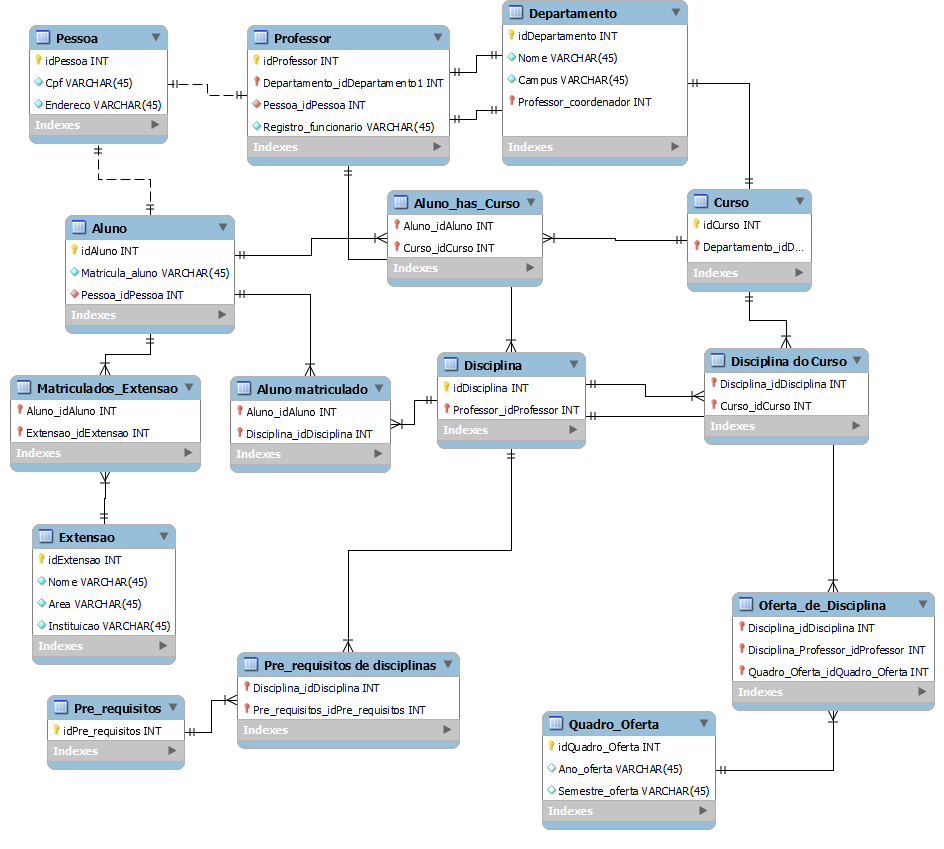 Pessoa
idPessoa INT
Cpf VARCHAR(45)
Endereco VARCHAR(45)
Indexes
Professor
idProfessor INT
Departamento_idDepartamento1 INT
Pessoa_idPessoa INT
Registro_funcionario VARCHAR(45)
Indexes
Departamento
idDepartamento INT
Nome VARCHAR(45)
Campus VARCHAR(45)
Professor_coordenador INT
Indexes
Aluno
idAluno INT
Matricula_aluno VARCHAR(45)
Pessoa_idPessoa INT
Indexes
Aluno_has_Curso
Aluno_idAluno INT
Curso_idCurso INT
Indexes
Curso
idCurso INT
Departamento_idD...
Indexes
Matriculados_Extensao
Aluno_idAluno INT
Extensao_idExtensao INT
Indexes
Aluno matriculado
Aluno_idAluno INT
Disciplina_idDisciplina INT
Indexes
Disciplina
idDisciplina INT
Professor_idProfessor INT
Indexes
Disciplina do Curso
Disciplina_idDisciplina INT
Curso_idCurso INT
Indexes
Extensao
idExtensao INT
Nome VARCHAR(45)
Area VARCHAR(45)
Instituicao VARCHAR(45)
Indexes
Oferta_de_Disciplina
Disciplina_idDisciplina INT
Disciplina_Professor_idProfessor INT
Quadro_Oferta_idQuadro_Oferta INT
Indexes
Pre_requisitos de disciplinas
Disciplina_idDisciplina INT
Pre_requisitos_idPre_requisitos INT
Indexes
Pre_requisitos
idPre_requisitos INT
Indexes
Quadro_Oferta
idQuadro_Oferta INT
Ano_oferta VARCHAR(45)
Semestre_oferta VARCHAR(45)
Indexes